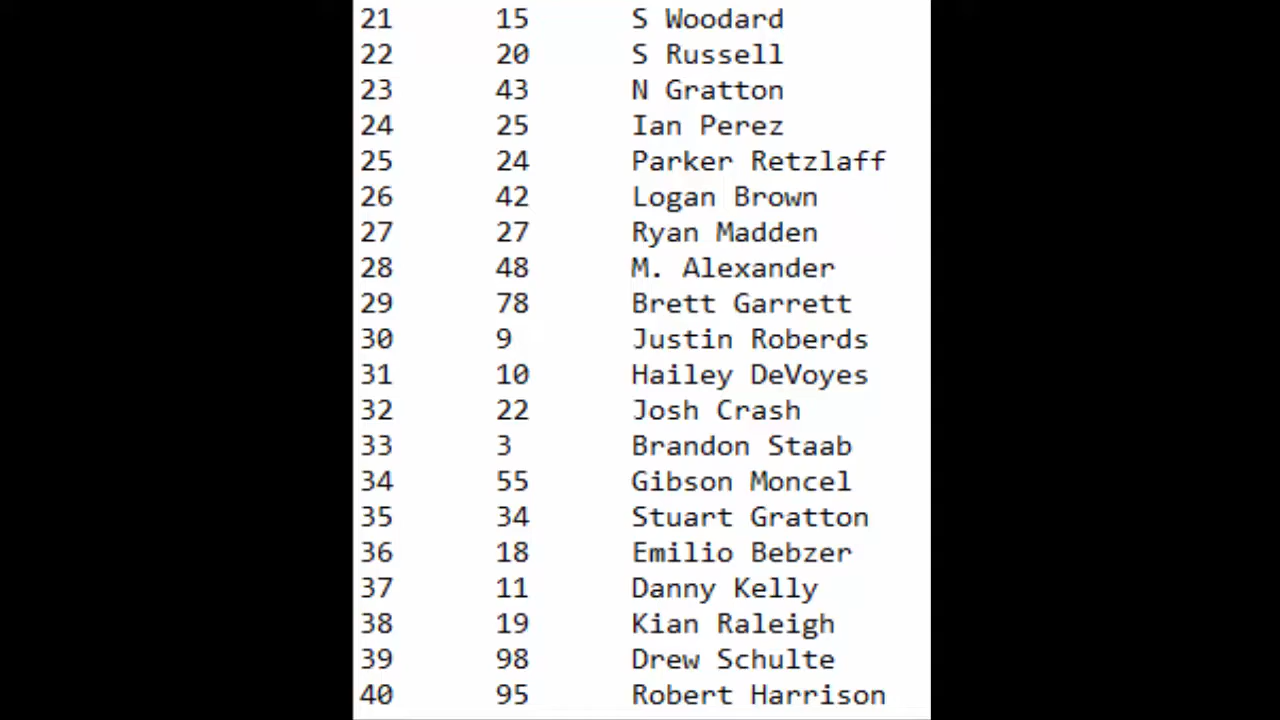 21 15 S Woodard
22 20 S Russell
23 43 N Gratton
24 25 Ian Perez
25 24 Parker Retzlaff
26 42 Logan Brown
27 27 Ryan Madden
28 48 M. Alexander
29 78 Brett Garrett
30 9 Justin Roberds
31 10 Hailey DeVoyes
32 22 Josh Crash
33 3 Brandon Staab
34 55 Gibson Moncel
35 34 Stuart Gratton
36 18 Emilio Bebzer
37 11 Danny Kelly
38 19 Kian Raleigh
39 98 Drew Schulte
40 95 Robert Harrison